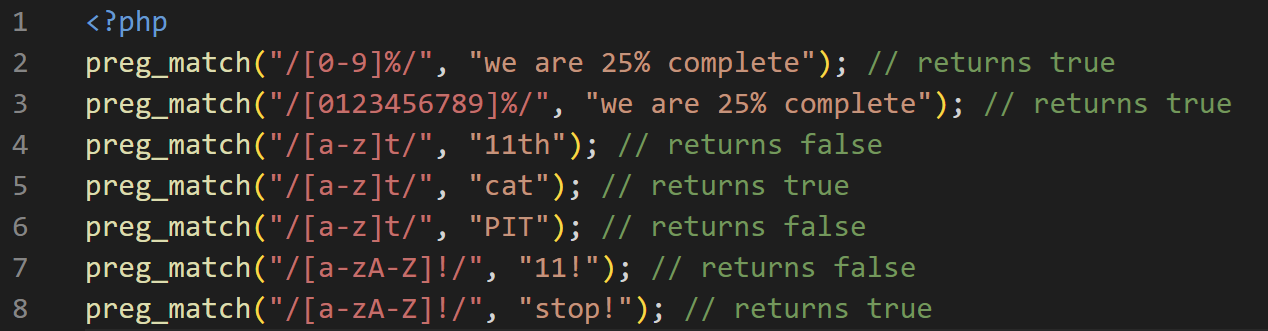 1 <?php
2 preg_match("/[0-9]%/", "we are 25% complete"); // returns true
3 preg_match("/[0123456789]%/", "we are 25% complete"); // returns true
4 preg_match("/[a-z]t/", "11th"); // returns false
5 preg_match("/[a-z]t/", "cat"); // returns true
6 preg_match("/[a-z]t/", "PIT"); // returns false
7 preg_match("/[a-zA-Z]!/", "11!"); // returns false
8 preg_match("/[a-zA-Z]!/", "stop!"); // returns true